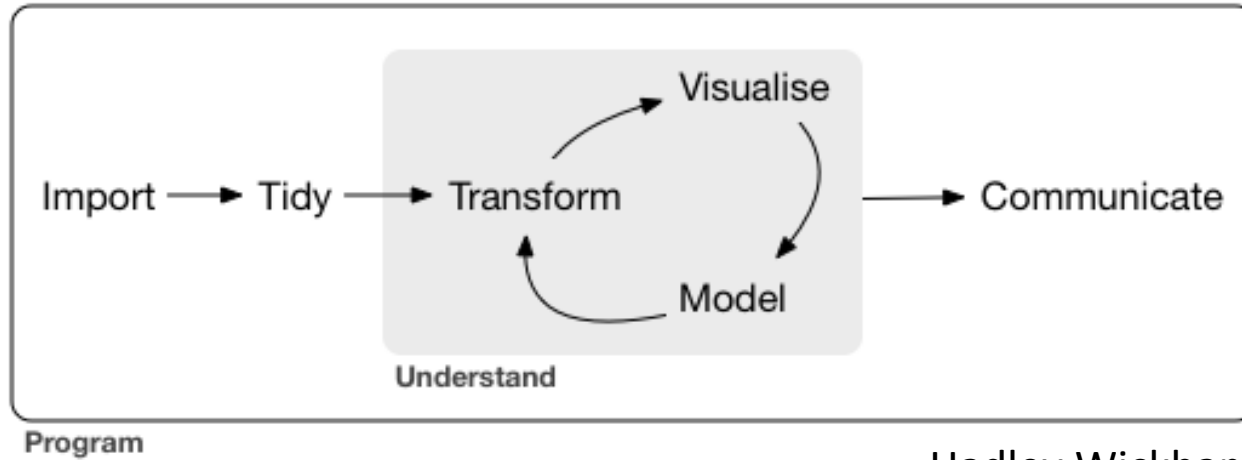 Visualise
Import Tidy Transform Communicate
Model
Understand
Program